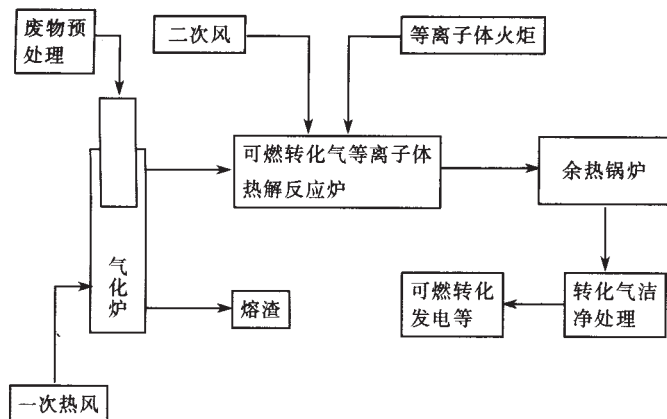 废物预
处理
二次风
等离子体火炬
可燃转化气等离子体
热解反应炉
余热锅炉
气化炉
熔渣
可燃转化
发电等
转化气洁
净处理
一次热风